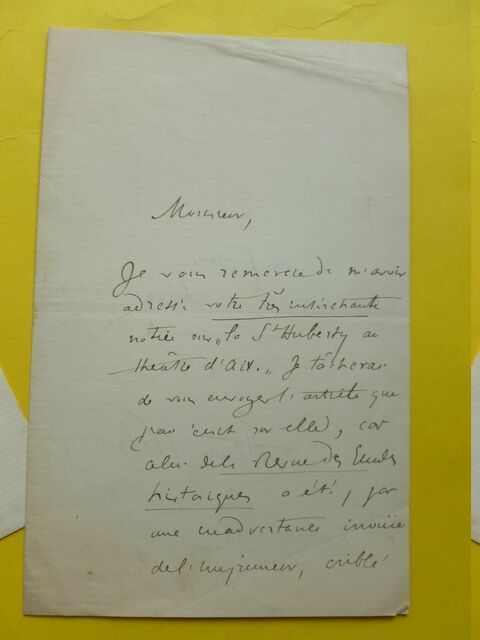 Monsieur,
Je vous remercie de m'avoir
adressé votre très intéressante
notice sur „la St Huberty au
théâtre d'Aix." Je tâcherai
de vous envoyer l'article que
j'ai écrit sur elle, car
celui de la Revue des Etudes
historiques a été, par
une inadvertance inouïe
de l'imprimeur, criblé